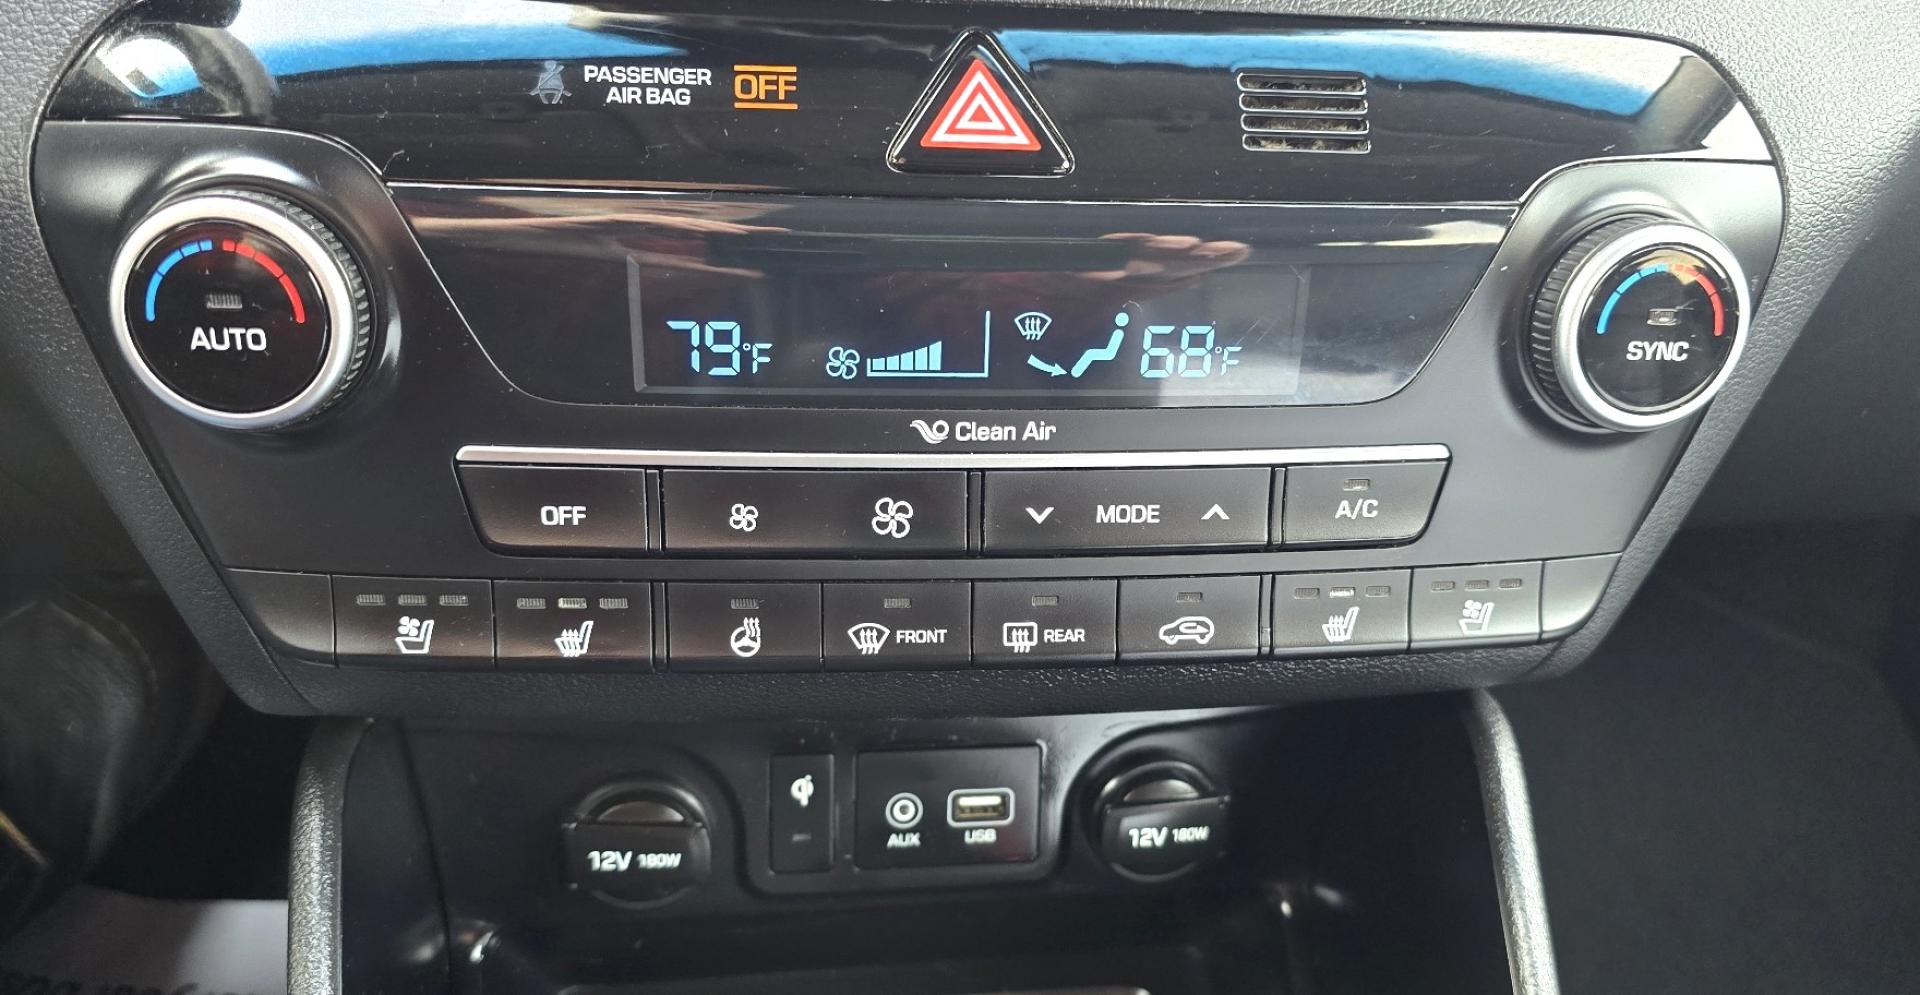 PASSENGER
AIR BAG
OFF
79°F
68°F
AUTO
SYNC
Clean Air
OFF
MODE
A/C
FRONT
REAR
AUX
USB
12V 180W
12V 180W